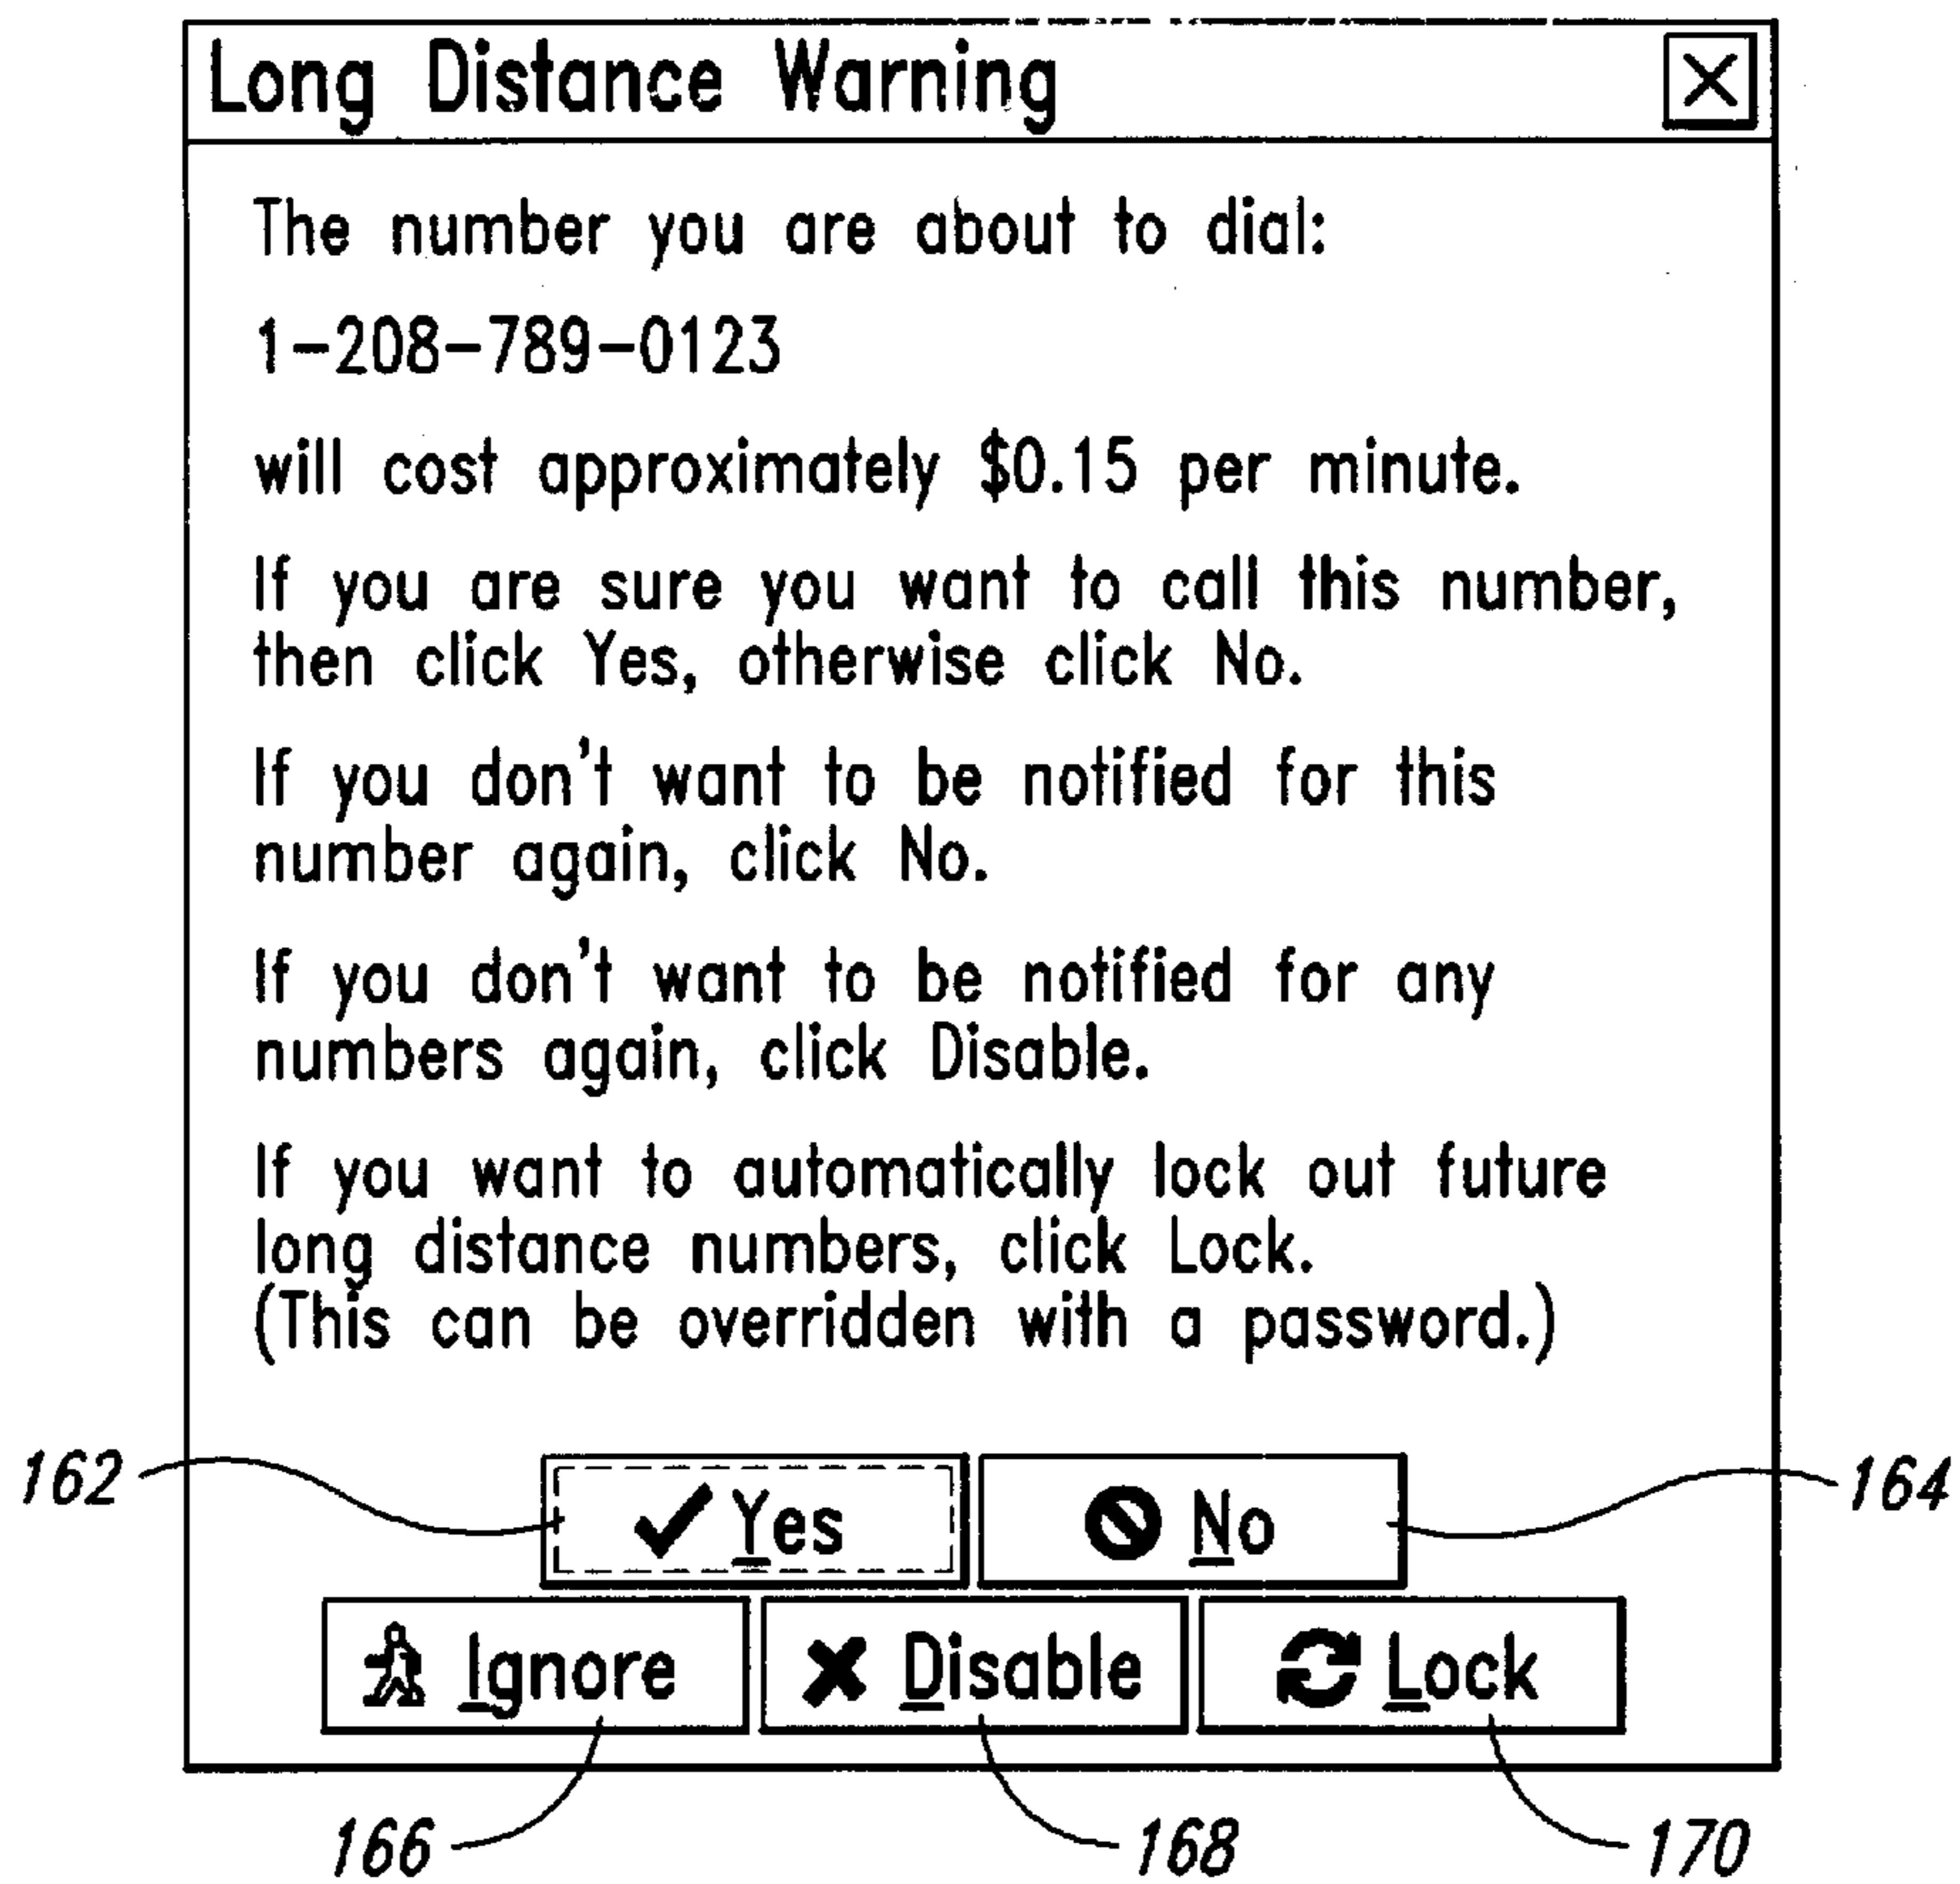 Long Distance Warning
The number you are about to dial:
1-208-789-0123
will cost approximately $0.15 per minute.
If you are sure you want to call this number,
then click Yes, otherwise click No.
If you don't want to be notified for this
number again, click No.
If you don't want to be notified for any
numbers again, click Disable.
If you want to automatically lock out future
long distance numbers, click Lock.
(This can be overridden with a password.)
162 Yes No 164
Ignore Disable Lock
166 168 170